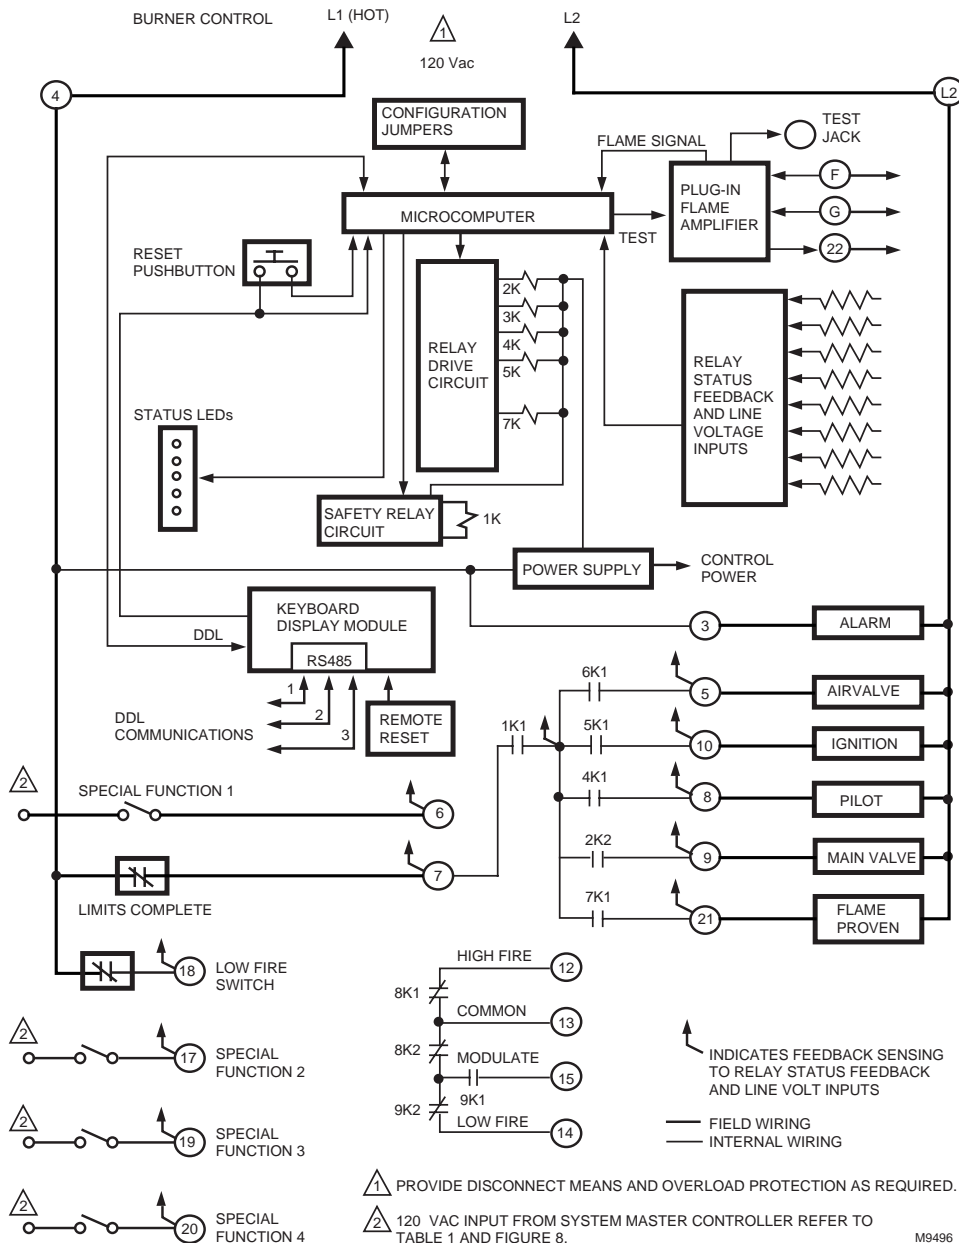 BURNER CONTROL
L1 (HOT)
1
120 Vac
L2
4
L2
CONFIGURATION
JUMPERS
FLAME SIGNAL
TEST
JACK
PLUG-IN
FLAME
AMPLIFIER
F
G
22
MICROCOMPUTER
TEST
RESET
PUSHBUTTON
RELAY
DRIVE
CIRCUIT
2K
3K
4K
5K
7K
RELAY
STATUS
FEEDBACK
AND LINE
VOLTAGE
INPUTS
STATUS LEDs
SAFETY RELAY
CIRCUIT
1K
POWER SUPPLY
CONTROL
POWER
KEYBOARD
DISPLAY MODULE
RS485
DDL
1
2
3
DDL
COMMUNICATIONS
REMOTE
RESET
3
ALARM
6K1
5
AIRVALVE
1K1
5K1
10
IGNITION
4K1
8
PILOT
2K2
9
MAIN VALVE
7K1
21
FLAME
PROVEN
2
SPECIAL FUNCTION 1
6
7
LIMITS COMPLETE
18
LOW FIRE
SWITCH
2
17
SPECIAL
FUNCTION 2
2
19
SPECIAL
FUNCTION 3
2
20
SPECIAL
FUNCTION 4
HIGH FIRE
12
8K1
COMMON
13
8K2
MODULATE
15
9K1
9K2
LOW FIRE
14
INDICATES FEEDBACK SENSING
TO RELAY STATUS FEEDBACK
AND LINE VOLT INPUTS
FIELD WIRING
INTERNAL WIRING
1 PROVIDE DISCONNECT MEANS AND OVERLOAD PROTECTION AS REQUIRED.
2 120 VAC INPUT FROM SYSTEM MASTER CONTROLLER REFER TO
TABLE 1 AND FIGURE 8.
M9496